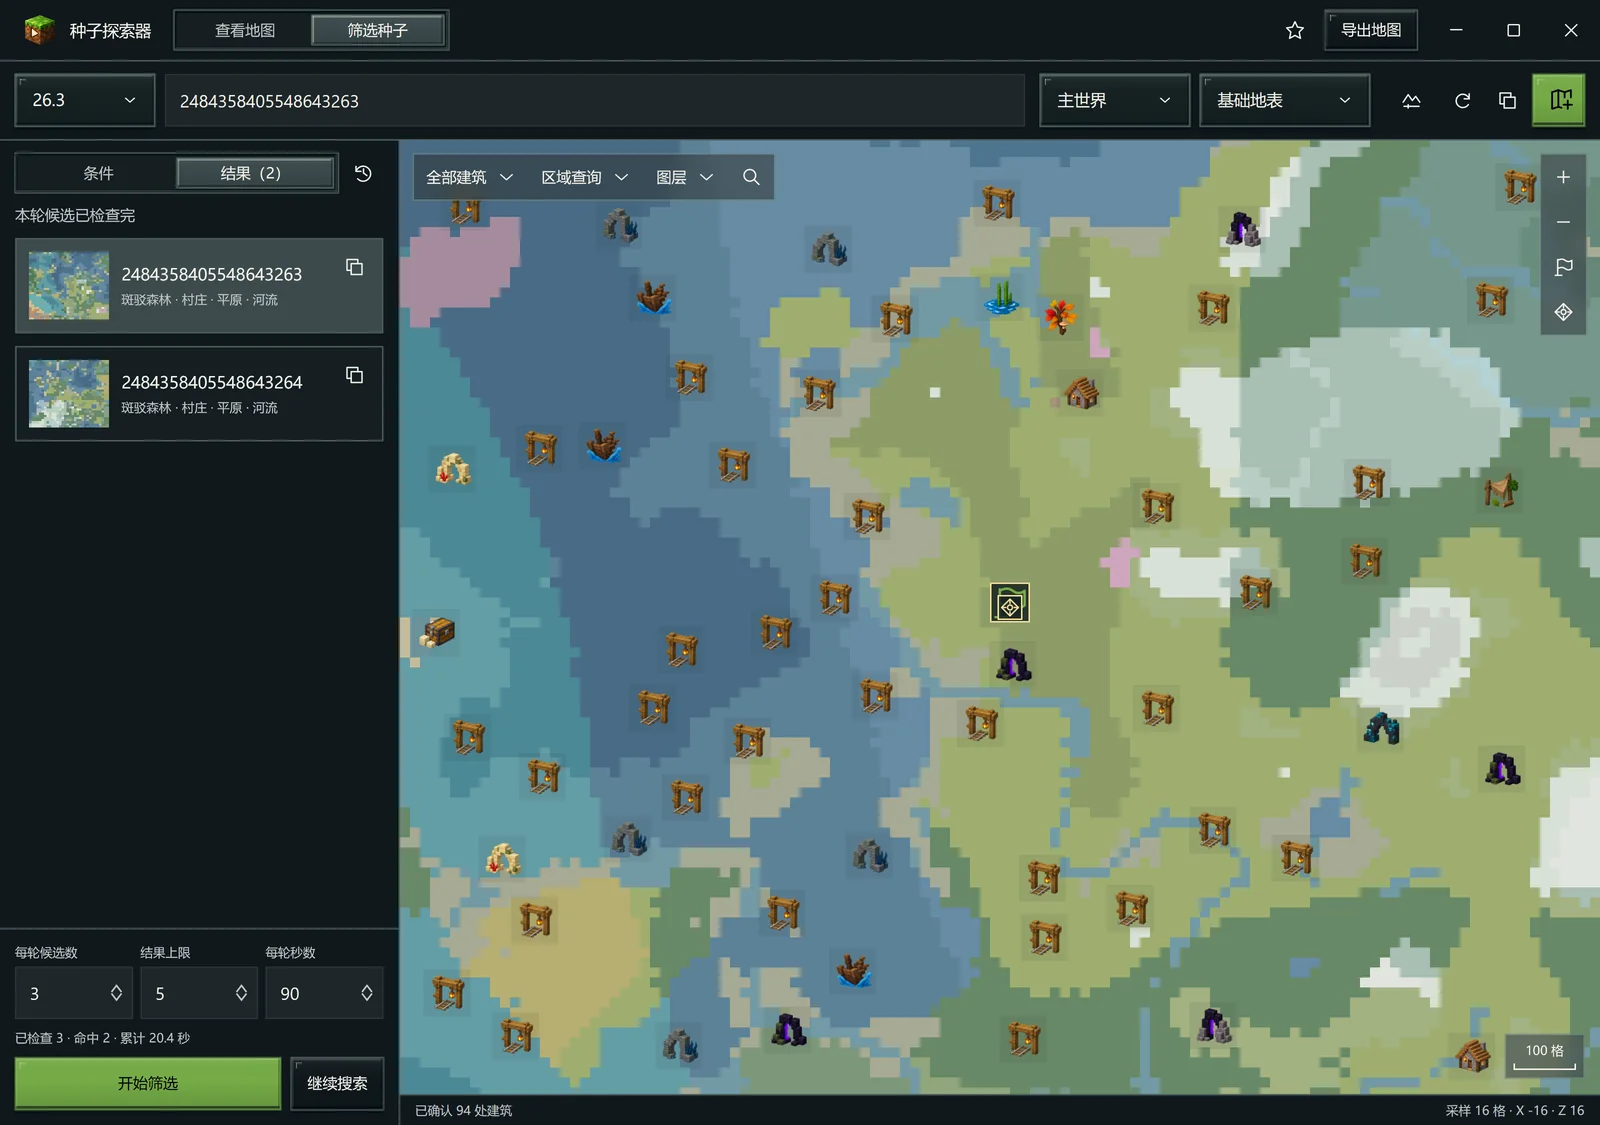 种子探索器
查看地图
筛选种子
导出地图
26.3
2484358405548643263
主世界
基础地表
条件
结果（2）
本轮候选已检查完
2484358405548643263
斑驳森林 · 村庄 · 平原 · 河流
2484358405548643264
斑驳森林 · 村庄 · 平原 · 河流
全部建筑
区域查询
图层
每轮候选数
结果上限
每轮秒数
3
5
90
已检查 3 · 命中 2 · 累计 20.4 秒
开始筛选
继续搜索
100 格
已确认 94 处建筑
采样 16 格 · X -16 · Z 16